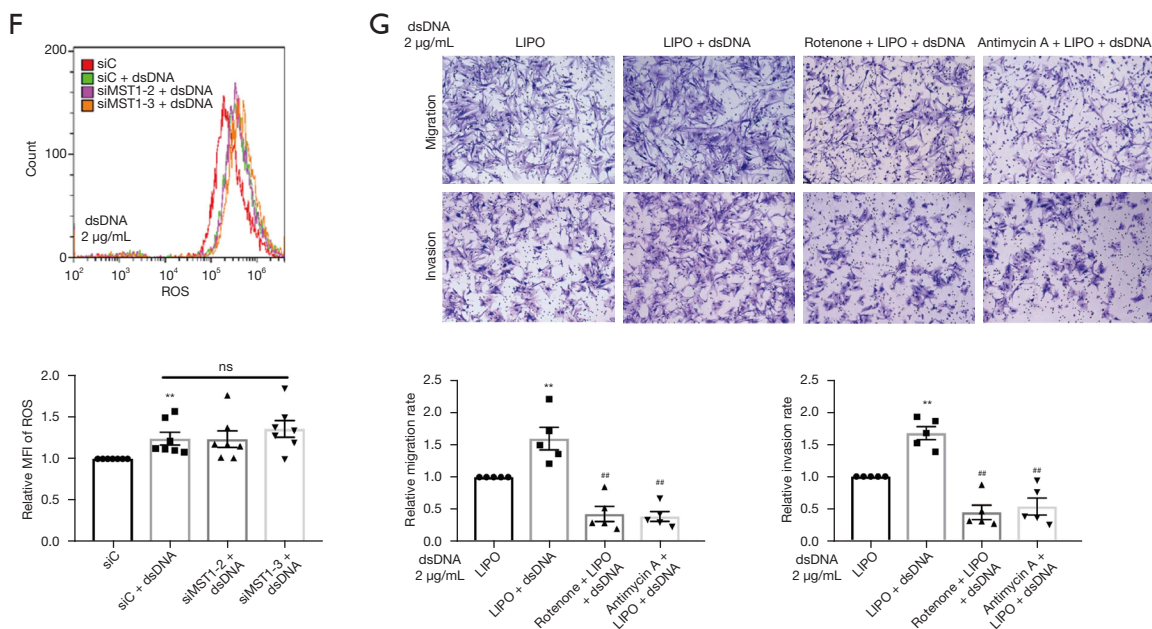 F
200
100
0
Count
siC
siC + dsDNA
siMST1-2 + dsDNA
siMST1-3 + dsDNA
dsDNA
2 μg/mL
10² 10³ 10⁴ 10⁵ 10⁶
ROS
2.0
1.5
1.0
0.5
0.0
Relative MFI of ROS
ns
**
siC
siC + dsDNA
siMST1-2 +
dsDNA
siMST1-3 +
dsDNA
G
dsDNA
2 μg/mL
LIPO
LIPO + dsDNA
Rotenone + LIPO + dsDNA
Antimycin A + LIPO + dsDNA
Migration
Invasion
2.5
2.0
1.5
1.0
0.5
0.0
Relative migration rate
**
##
##
dsDNA
2 μg/mL
LIPO
LIPO + dsDNA
Rotenone + LIPO
+ dsDNA
Antimycin A +
LIPO + dsDNA
2.5
2.0
1.5
1.0
0.5
0.0
Relative invasion rate
**
##
##
dsDNA
2 μg/mL
LIPO
LIPO + dsDNA
Rotenone + LIPO
+ dsDNA
Antimycin A +
LIPO + dsDNA